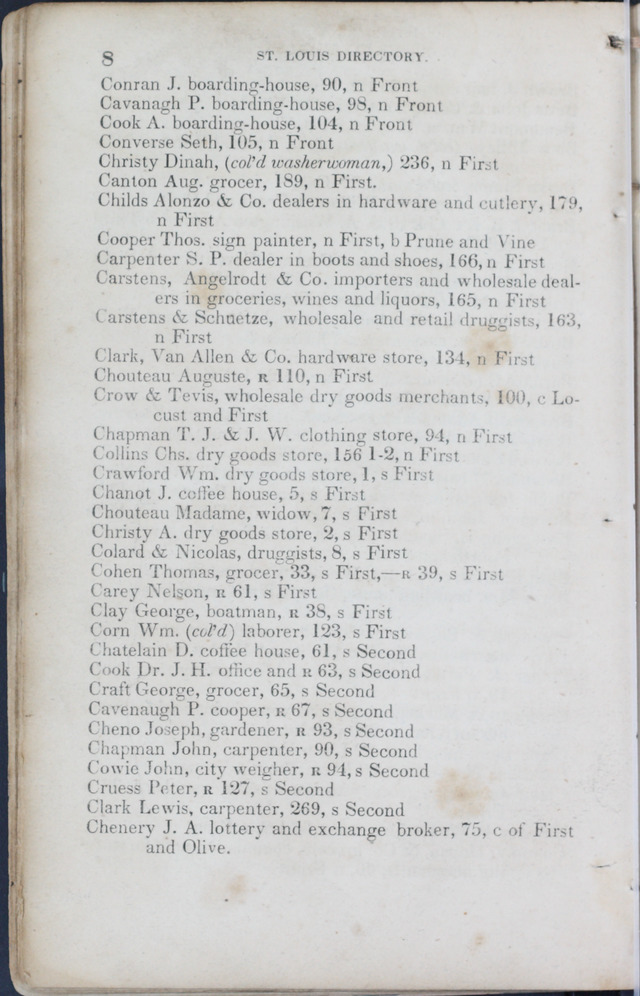 8 ST. LOUIS DIRECTORY.
Conran J. boarding-house, 90, n Front
Cavanagh P. boarding-house, 98, n Front
Cook A. boarding-house, 104, n Front
Converse Seth, 105, n Front
Christy Dinah, (col'd washerwoman,) 236, n First
Canton Aug. grocer, 189, n First.
Childs Alonzo & Co. dealers in hardware and cutlery, 179,
n First
Cooper Thos. sign painter, n First, b Prune and Vine
Carpenter S. P. dealer in boots and shoes, 166, n First
Carstens, Angelrodt & Co. importers and wholesale deal-
ers in groceries, wines and liquors, 165, n First
Carstens & Schuetze, wholesale and retail druggists, 163,
n First
Clark, Van Allen & Co. hardware store, 134, n First
Chouteau Auguste, R 110, n First
Crow & Tevis, wholesale dry goods merchants, 100, c Lo-
cust and First
Chapman T. J. & J. W. clothing store, 94, n First
Collins Chs. dry goods store, 156 1-2, n First
Crawford Wm. dry goods store, 1, s First
Chanot J. coffee house, 5, s First
Chouteau Madame, widow, 7, s First
Christy A. dry goods store, 2, s First
Colard & Nicolas, druggists, 8, s First
Cohen Thomas, grocer, 33, s First,—R 39, s First
Carey Nelson, R 61, s First
Clay George, boatman, R 38, s First
Corn Wm. (col'd) laborer, 123, s First
Chatelain D. coffee house, 61, s Second
Cook Dr. J. H. office and R 63, s Second
Craft George, grocer, 65, s Second
Cavenaugh P. cooper, R 67, s Second
Cheno Joseph, gardener, R 93, s Second
Chapman John, carpenter, 90, s Second
Cowie John, city weigher, R 94, s Second
Cruess Peter, R 127, s Second
Clark Lewis, carpenter, 269, s Second
Chenery J. A. lottery and exchange broker, 75, c of First
and Olive.